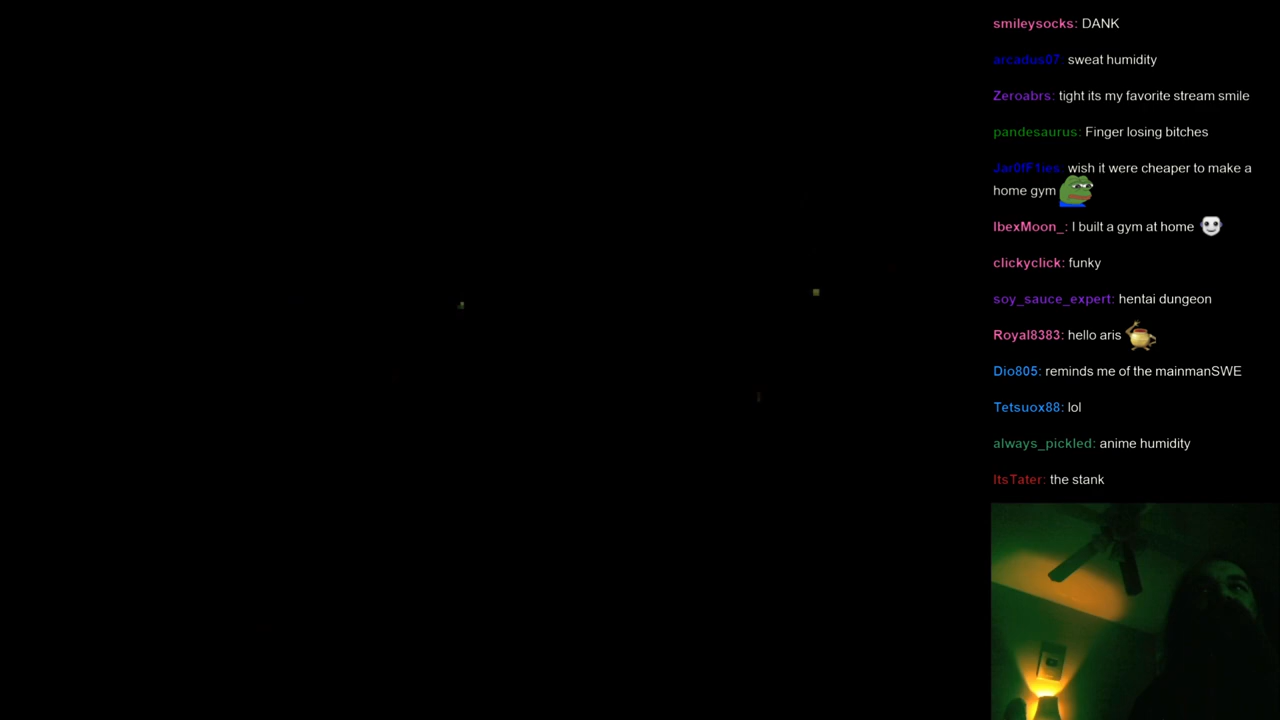 smileysocks: DANK
arcadus07: sweat humidity
Zeroabrs: tight its my favorite stream smile
pandesaurus: Finger losing bitches
Jar0fF1ies: wish it were cheaper to make a
home gym
IbexMoon_: I built a gym at home
clickyclick: funky
soy_sauce_expert: hentai dungeon
Royal8383: hello aris
Dio805: reminds me of the mainmanSWE
Tetsuox88: lol
always_pickled: anime humidity
ItsTater: the stank